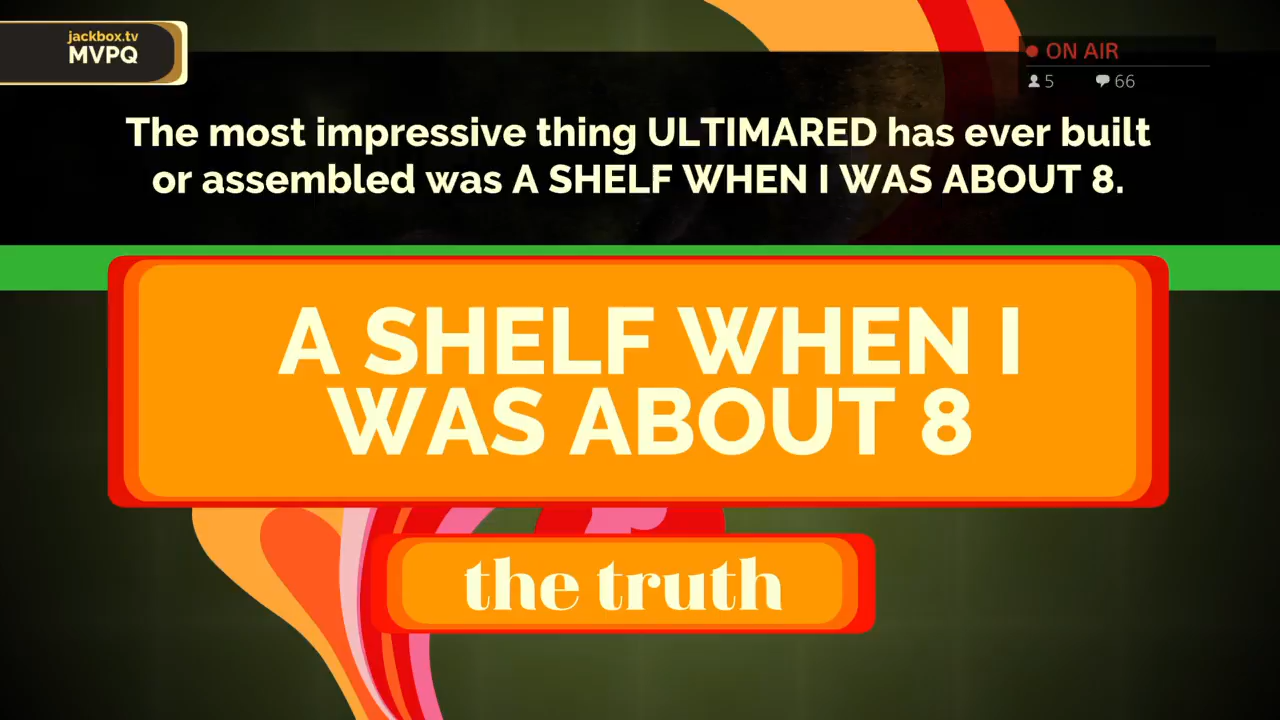 jackbox.tv
MVPQ
ON AIR
5 66
The most impressive thing ULTIMARED has ever built
or assembled was A SHELF WHEN I WAS ABOUT 8.
A SHELF WHEN I
WAS ABOUT 8
the truth